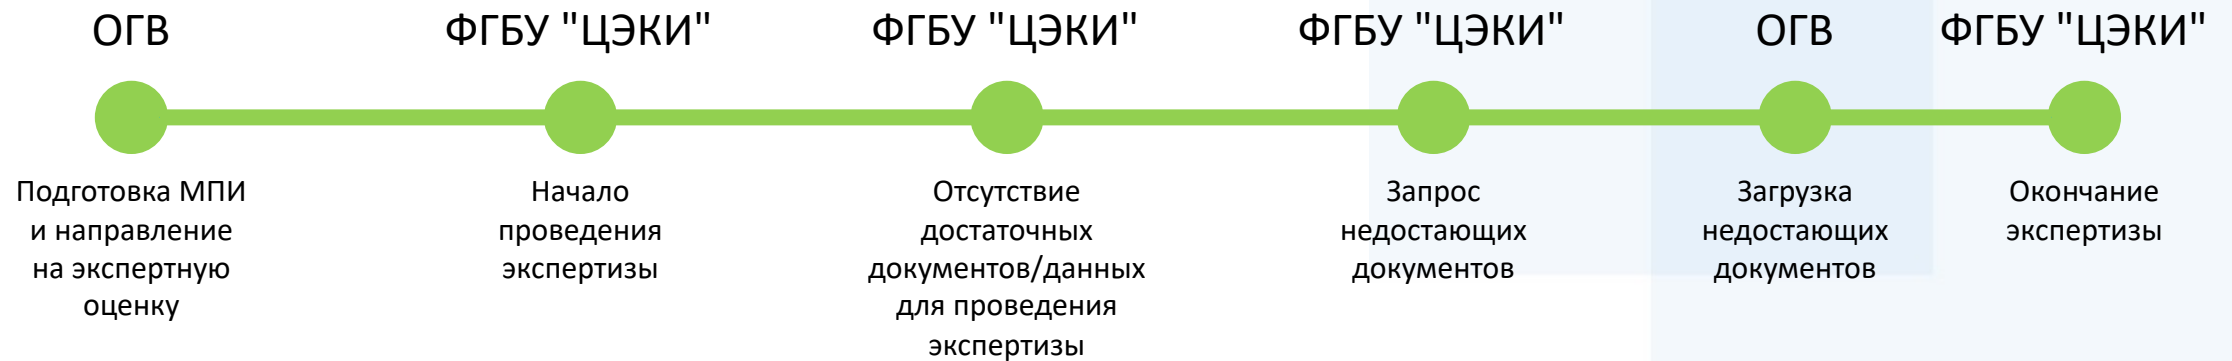 ОГВ
ФГБУ "ЦЭКИ"
ФГБУ "ЦЭКИ"
ФГБУ "ЦЭКИ"
ОГВ
ФГБУ "ЦЭКИ"
Подготовка МПИ
и направление
на экспертную
оценку
Начало
проведения
экспертизы
Отсутствие
достаточных
документов/данных
для проведения
экспертизы
Запрос
недостающих
документов
Загрузка
недостающих
документов
Окончание
экспертизы